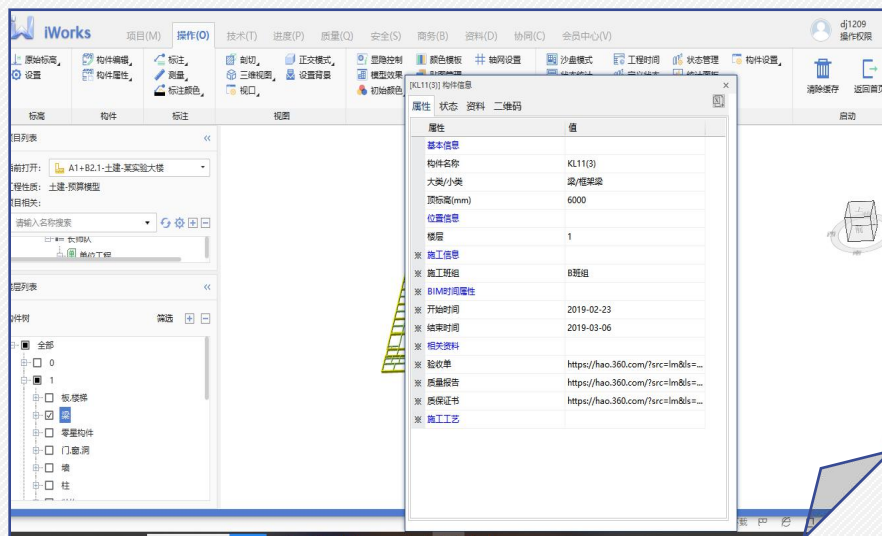 iWorks 项目(M) 操作(O) 技术(T) 进度(P) 质量(Q) 安全(S) 商务(B) 资料(D) 协同(C) 会员中心(V)
dj1209
操作权限
原始标高 构件编辑 标注 剖切 正交模式 显隐控制 颜色模板 轴网设置 沙盘模式 工程时间 状态管理 构件设置
设置 构件属性 测量 三维视图 设置背景 模型效果
标注颜色 视口 初始颜色
清除缓存 返回首页
标高 构件 标注 视图 启动
目列表
前打开: A1+B2.1-土建-某实验大楼
程性质: 土建-预算模型
目相关:
请输入名称搜索
单位工程
层列表
件树 筛选
全部
0
1
板.楼梯
梁
零星构件
门.窗.洞
墙
柱
[KL11(3)] 构件信息
属性 状态 资料 二维码
属性 值
基本信息
构件名称 KL11(3)
大类/小类 梁/框架梁
顶标高(mm) 6000
位置信息
楼层 1
※ 施工信息
※ 施工班组 B班组
※ BIM时间属性
※ 开始时间 2019-02-23
※ 结束时间 2019-03-06
※ 相关资料
※ 验收单 https://hao.360.com/?src=lm&ls=...
※ 质量报告 https://hao.360.com/?src=lm&ls=...
※ 质保证书 https://hao.360.com/?src=lm&ls=...
※ 施工工艺